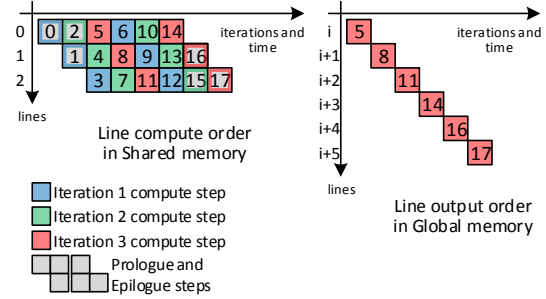 iterations and
time
0 0 2 5 6 10 14
1 1 4 8 9 13 16
2 3 7 11 12 15 17
lines
Line compute order
in Shared memory
iterations and
time
i 5
i+1 8
i+2 11
i+3 14
i+4 16
i+5 17
lines
Line output order
in Global memory
Iteration 1 compute step
Iteration 2 compute step
Iteration 3 compute step
Prologue and
Epilogue steps